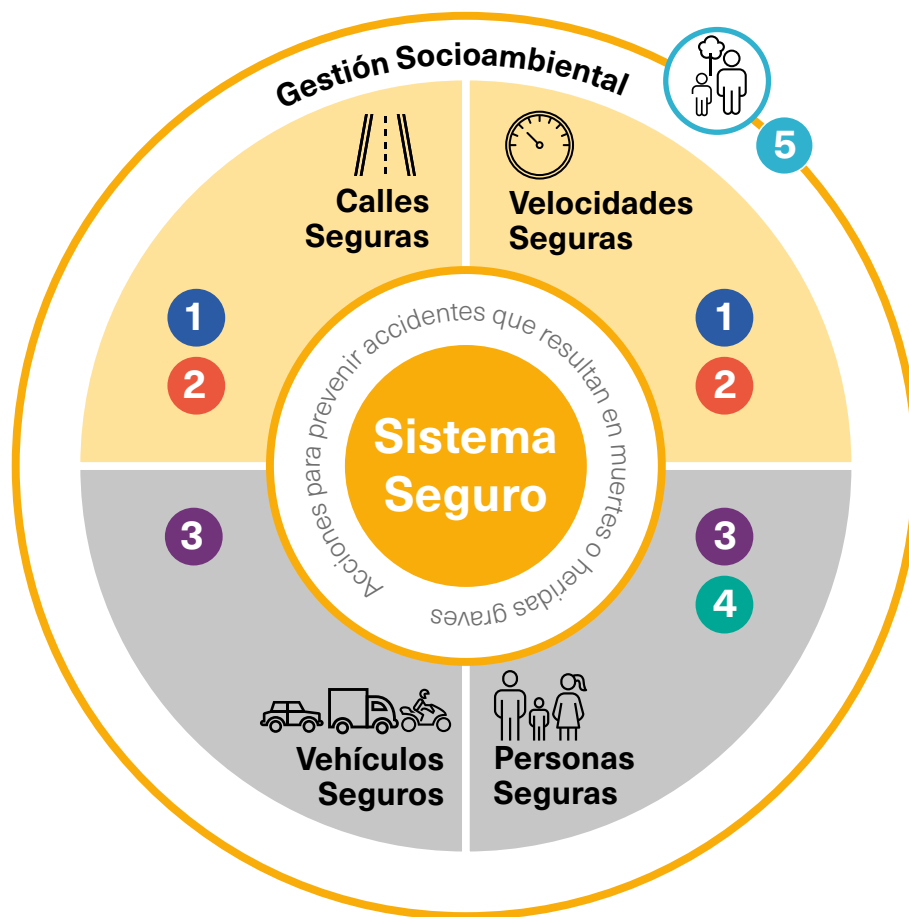 Gestión Socioambiental
5
Calles
Seguras
Velocidades
Seguras
1
2
1
2
Acciones para prevenir accidentes que resultan en muertes o heridas graves
Sistema
Seguro
3
3
4
Vehículos
Seguros
Personas
Seguras